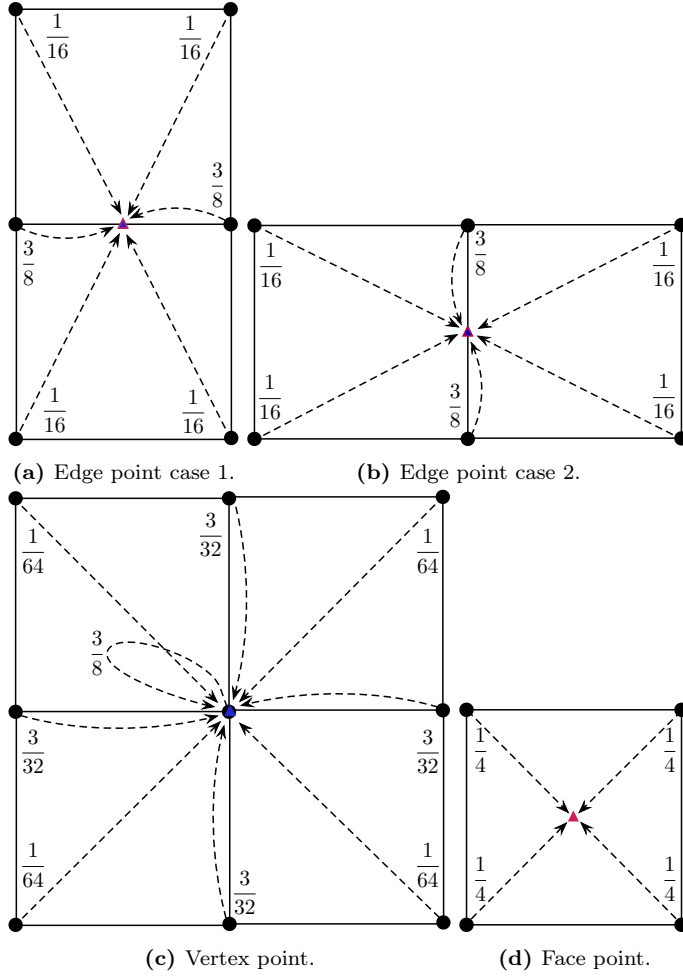 1/16 1/16
3/8
3/8
1/16 1/16
(a) Edge point case 1.
3/8
1/16 1/16
1/16 3/8 1/16
(b) Edge point case 2.
1/64 3/32 1/64
3/8
3/32 3/32
1/64 3/32 1/64
(c) Vertex point.
1/4 1/4
1/4 1/4
(d) Face point.